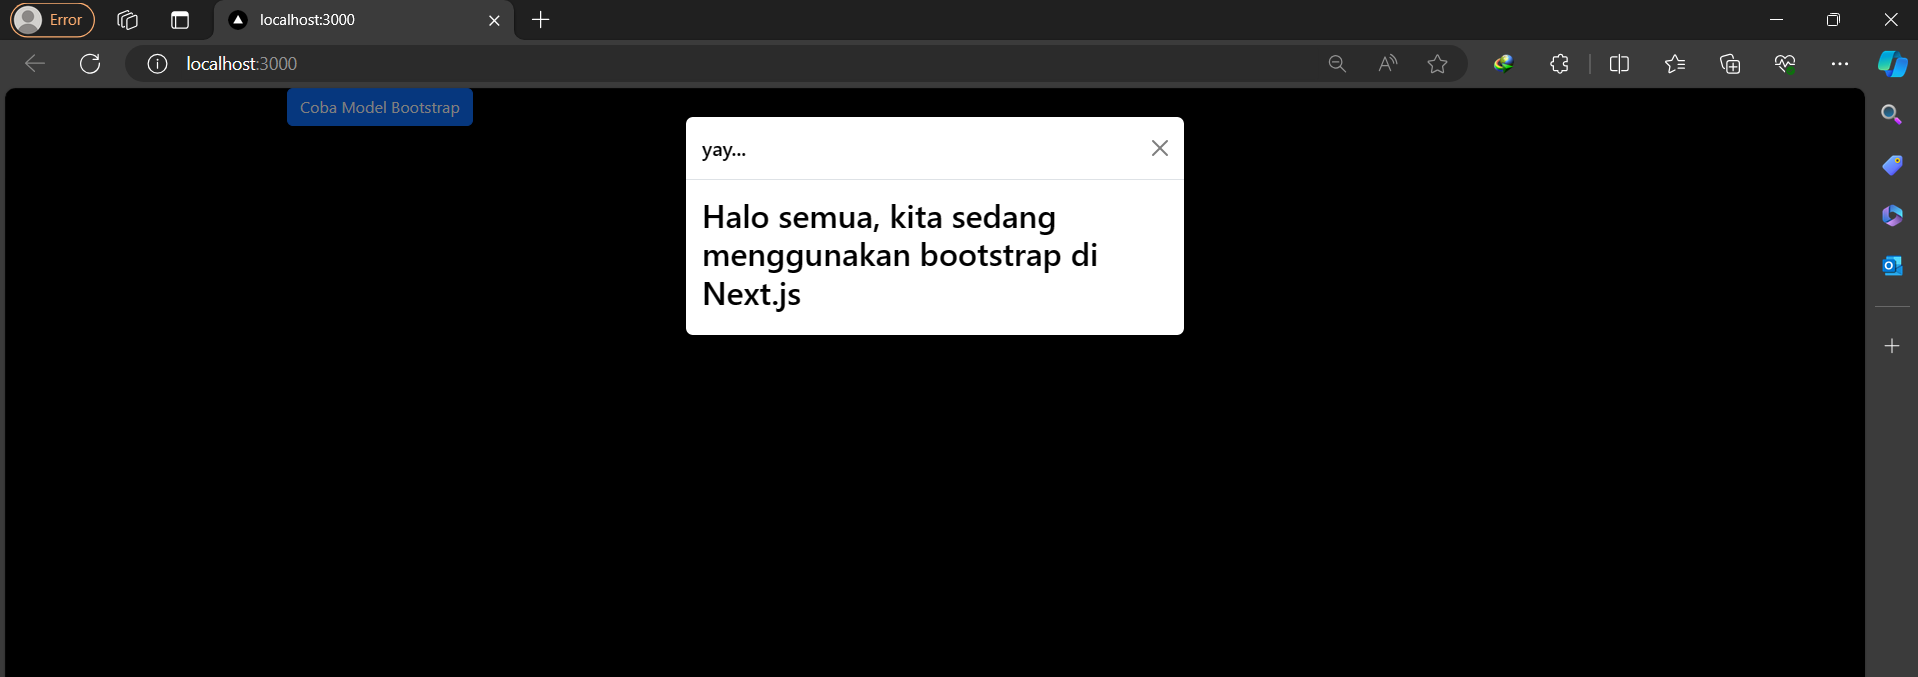 Error
localhost:3000
localhost:3000
Coba Model Bootstrap
yay...
Halo semua, kita sedang
menggunakan bootstrap di
Next.js